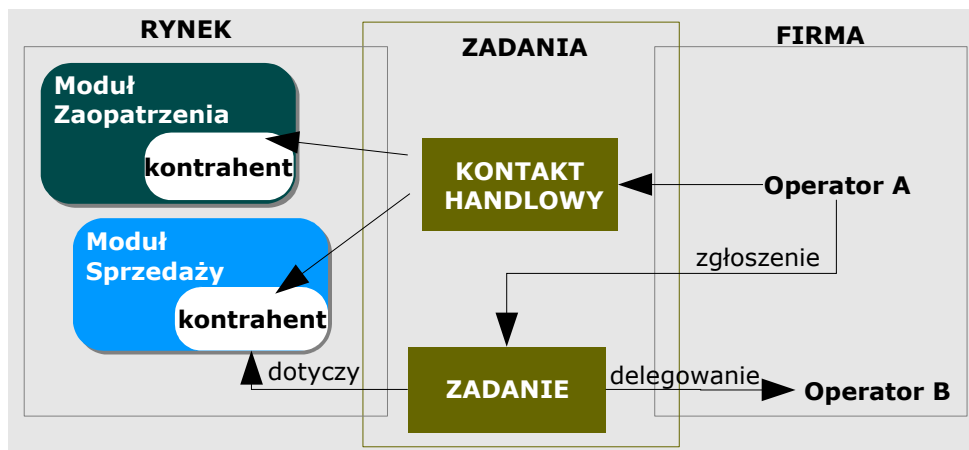 RYNEK
ZADANIA
FIRMA
Moduł
Zaopatrzenia
kontrahent
KONTAKT
HANDLOWY
Operator A
Moduł
Sprzedaży
zgłoszenie
kontrahent
dotyczy
ZADANIE
delegowanie
Operator B